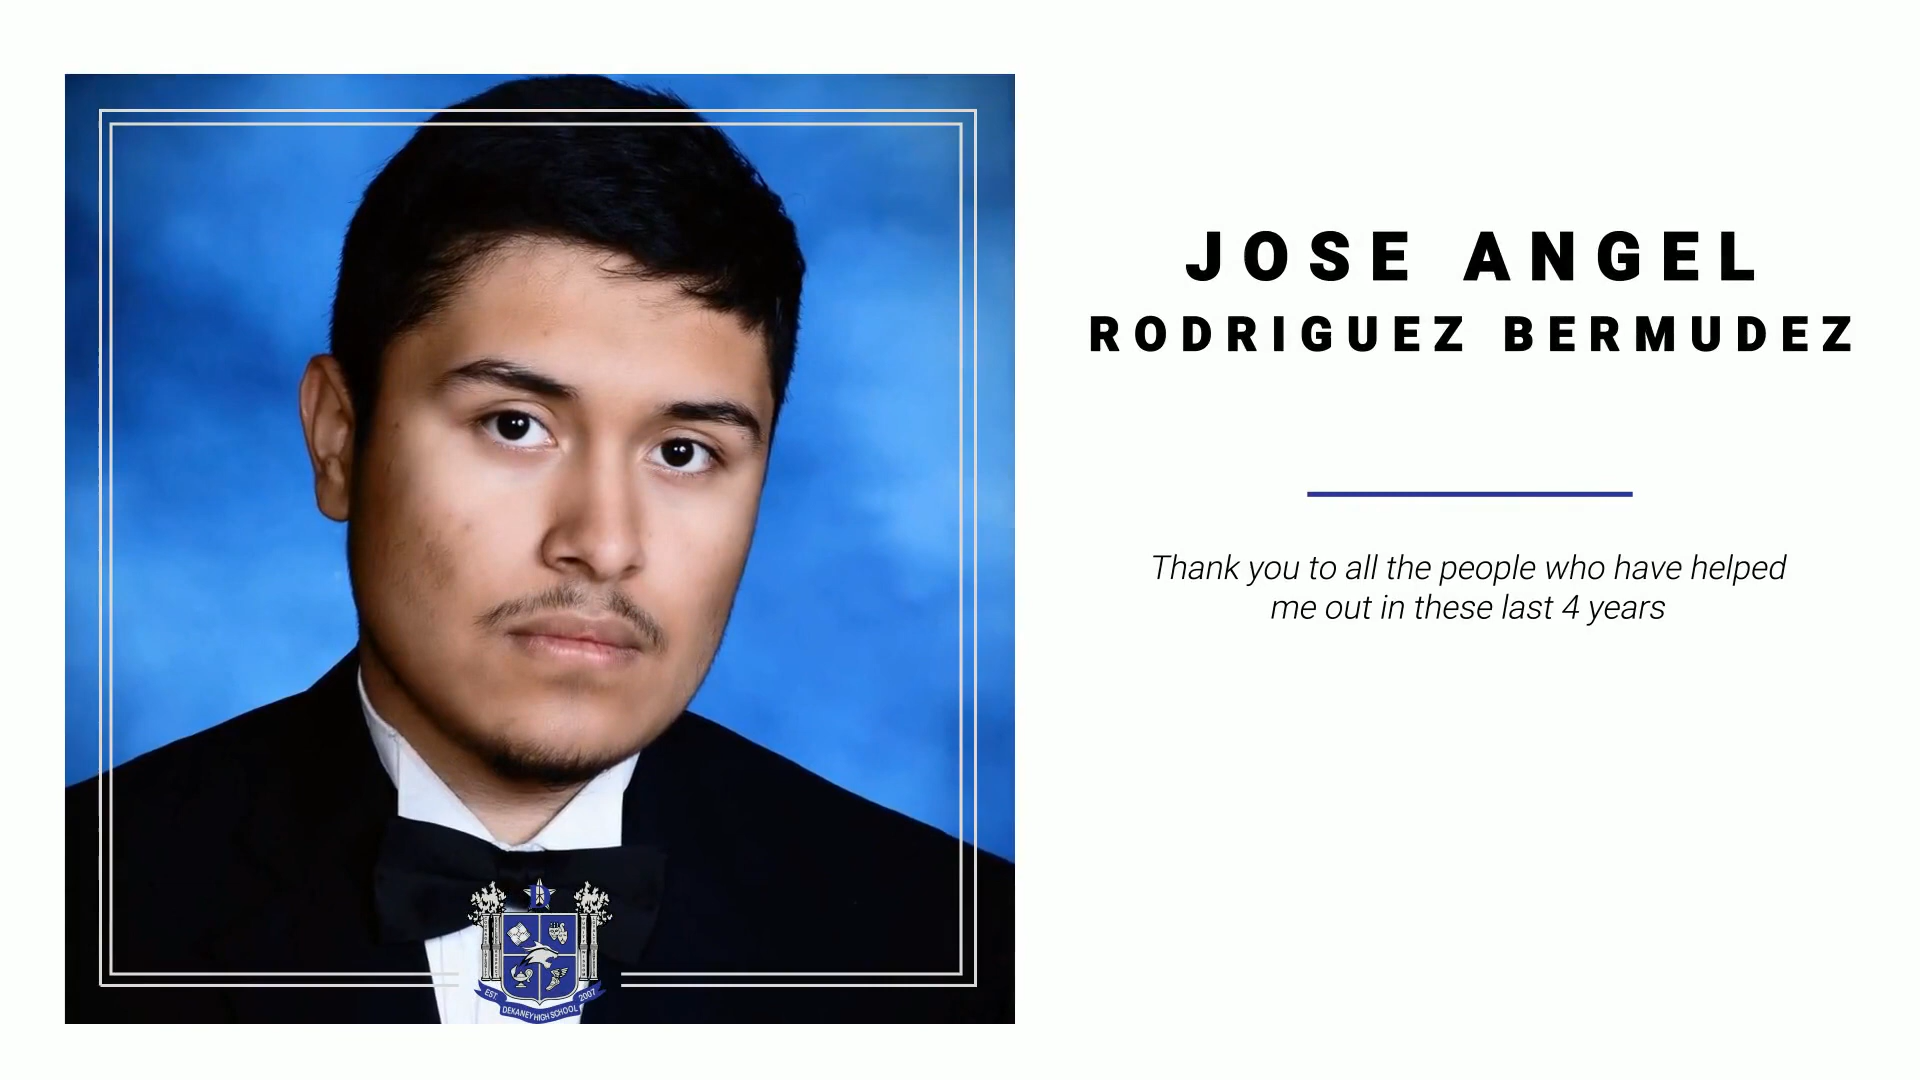 JOSE ANGEL
RODRIGUEZ BERMUDEZ
Thank you to all the people who have helped
me out in these last 4 years
D
EST 2007
DEKANEY HIGH SCHOOL